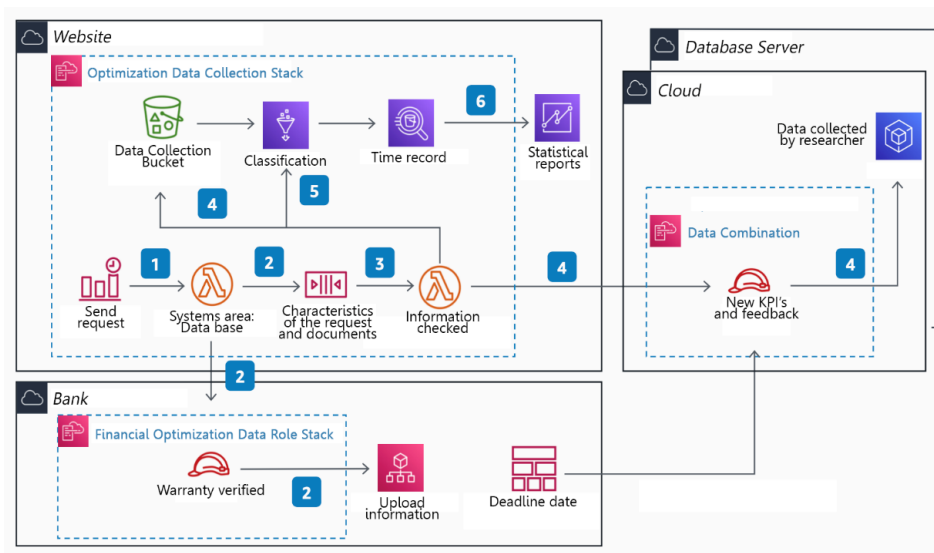 Website
Optimization Data Collection Stack
Data Collection
Bucket
Classification
Time record
6
Statistical
reports
4
5
1
2
3
4
Send
request
Systems area:
Data base
Characteristics
of the request
and documents
Information
checked
2
Database Server
Cloud
Data collected
by researcher
Data Combination
4
New KPI's
and feedback
Bank
Financial Optimization Data Role Stack
Warranty verified
2
Upload
information
Deadline date